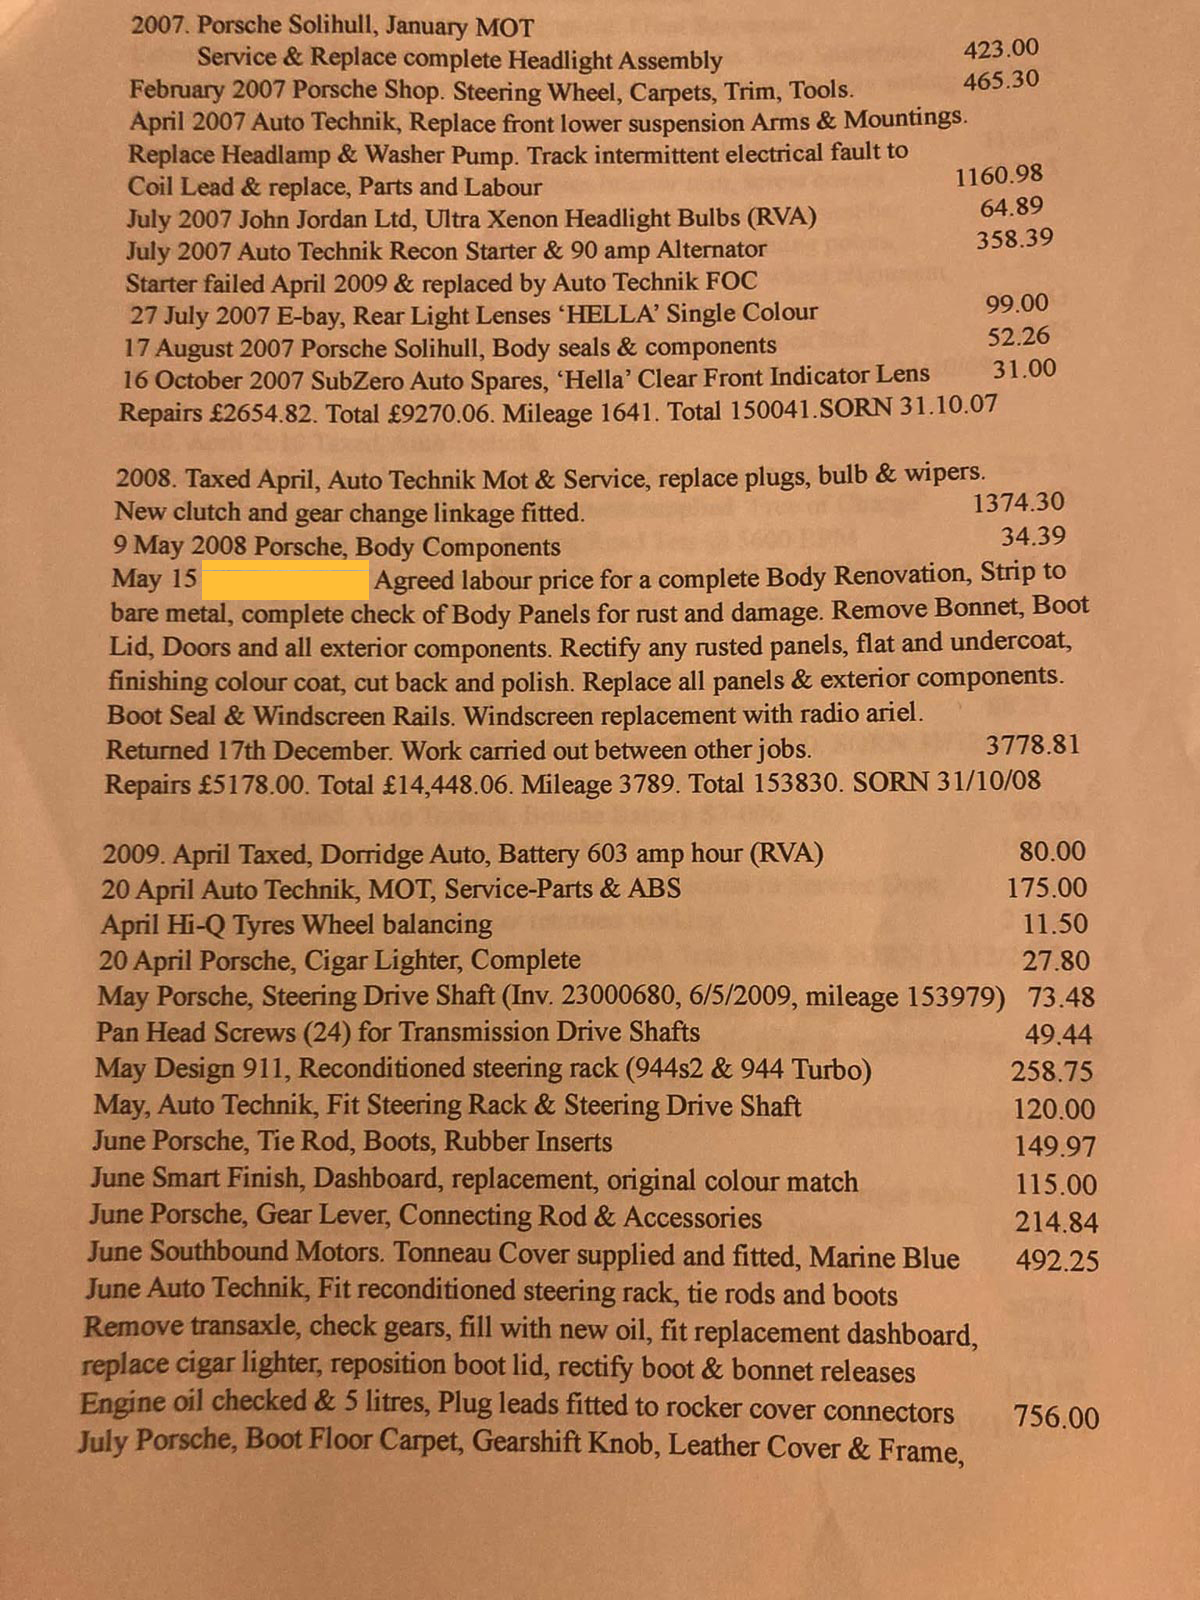 2007. Porsche Solihull, January MOT
Service & Replace complete Headlight Assembly 423.00
February 2007 Porsche Shop. Steering Wheel, Carpets, Trim, Tools. 465.30
April 2007 Auto Technik, Replace front lower suspension Arms & Mountings.
Replace Headlamp & Washer Pump. Track intermittent electrical fault to
Coil Lead & replace, Parts and Labour 1160.98
July 2007 John Jordan Ltd, Ultra Xenon Headlight Bulbs (RVA) 64.89
July 2007 Auto Technik Recon Starter & 90 amp Alternator 358.39
Starter failed April 2009 & replaced by Auto Technik FOC
27 July 2007 E-bay, Rear Light Lenses ‘HELLA’ Single Colour 99.00
17 August 2007 Porsche Solihull, Body seals & components 52.26
16 October 2007 SubZero Auto Spares, ‘Hella’ Clear Front Indicator Lens 31.00
Repairs £2654.82. Total £9270.06. Mileage 1641. Total 150041.SORN 31.10.07
2008. Taxed April, Auto Technik Mot & Service, replace plugs, bulb & wipers.
New clutch and gear change linkage fitted. 1374.30
9 May 2008 Porsche, Body Components 34.39
May 15 Agreed labour price for a complete Body Renovation, Strip to
bare metal, complete check of Body Panels for rust and damage. Remove Bonnet, Boot
Lid, Doors and all exterior components. Rectify any rusted panels, flat and undercoat,
finishing colour coat, cut back and polish. Replace all panels & exterior components.
Boot Seal & Windscreen Rails. Windscreen replacement with radio ariel.
Returned 17th December. Work carried out between other jobs. 3778.81
Repairs £5178.00. Total £14,448.06. Mileage 3789. Total 153830. SORN 31/10/08
2009. April Taxed, Dorridge Auto, Battery 603 amp hour (RVA) 80.00
20 April Auto Technik, MOT, Service-Parts & ABS 175.00
April Hi-Q Tyres Wheel balancing 11.50
20 April Porsche, Cigar Lighter, Complete 27.80
May Porsche, Steering Drive Shaft (Inv. 23000680, 6/5/2009, mileage 153979) 73.48
Pan Head Screws (24) for Transmission Drive Shafts 49.44
May Design 911, Reconditioned steering rack (944s2 & 944 Turbo) 258.75
May, Auto Technik, Fit Steering Rack & Steering Drive Shaft 120.00
June Porsche, Tie Rod, Boots, Rubber Inserts 149.97
June Smart Finish, Dashboard, replacement, original colour match 115.00
June Porsche, Gear Lever, Connecting Rod & Accessories 214.84
June Southbound Motors. Tonneau Cover supplied and fitted, Marine Blue 492.25
June Auto Technik, Fit reconditioned steering rack, tie rods and boots
Remove transaxle, check gears, fill with new oil, fit replacement dashboard,
replace cigar lighter, reposition boot lid, rectify boot & bonnet releases
Engine oil checked & 5 litres, Plug leads fitted to rocker cover connectors 756.00
July Porsche, Boot Floor Carpet, Gearshift Knob, Leather Cover & Frame,